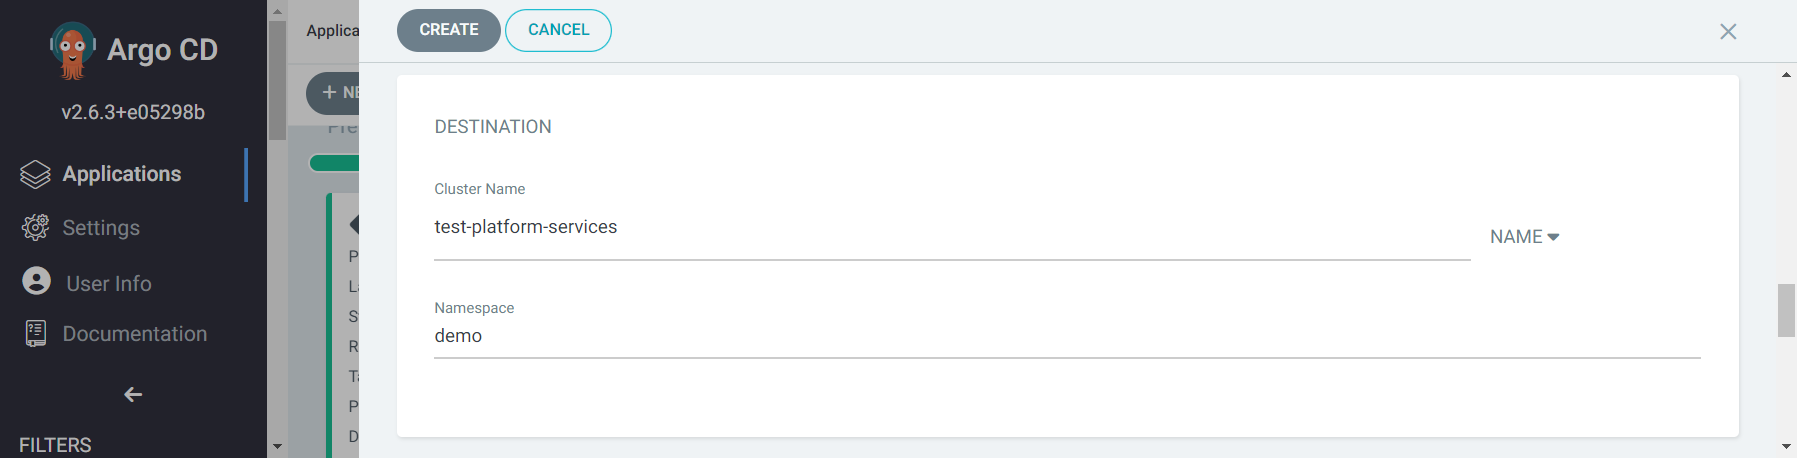 Argo CD
v2.6.3+e05298b
Applications
Settings
User Info
Documentation
FILTERS
Applica
+ NE
CREATE
CANCEL
DESTINATION
Cluster Name
test-platform-services
NAME
Namespace
demo